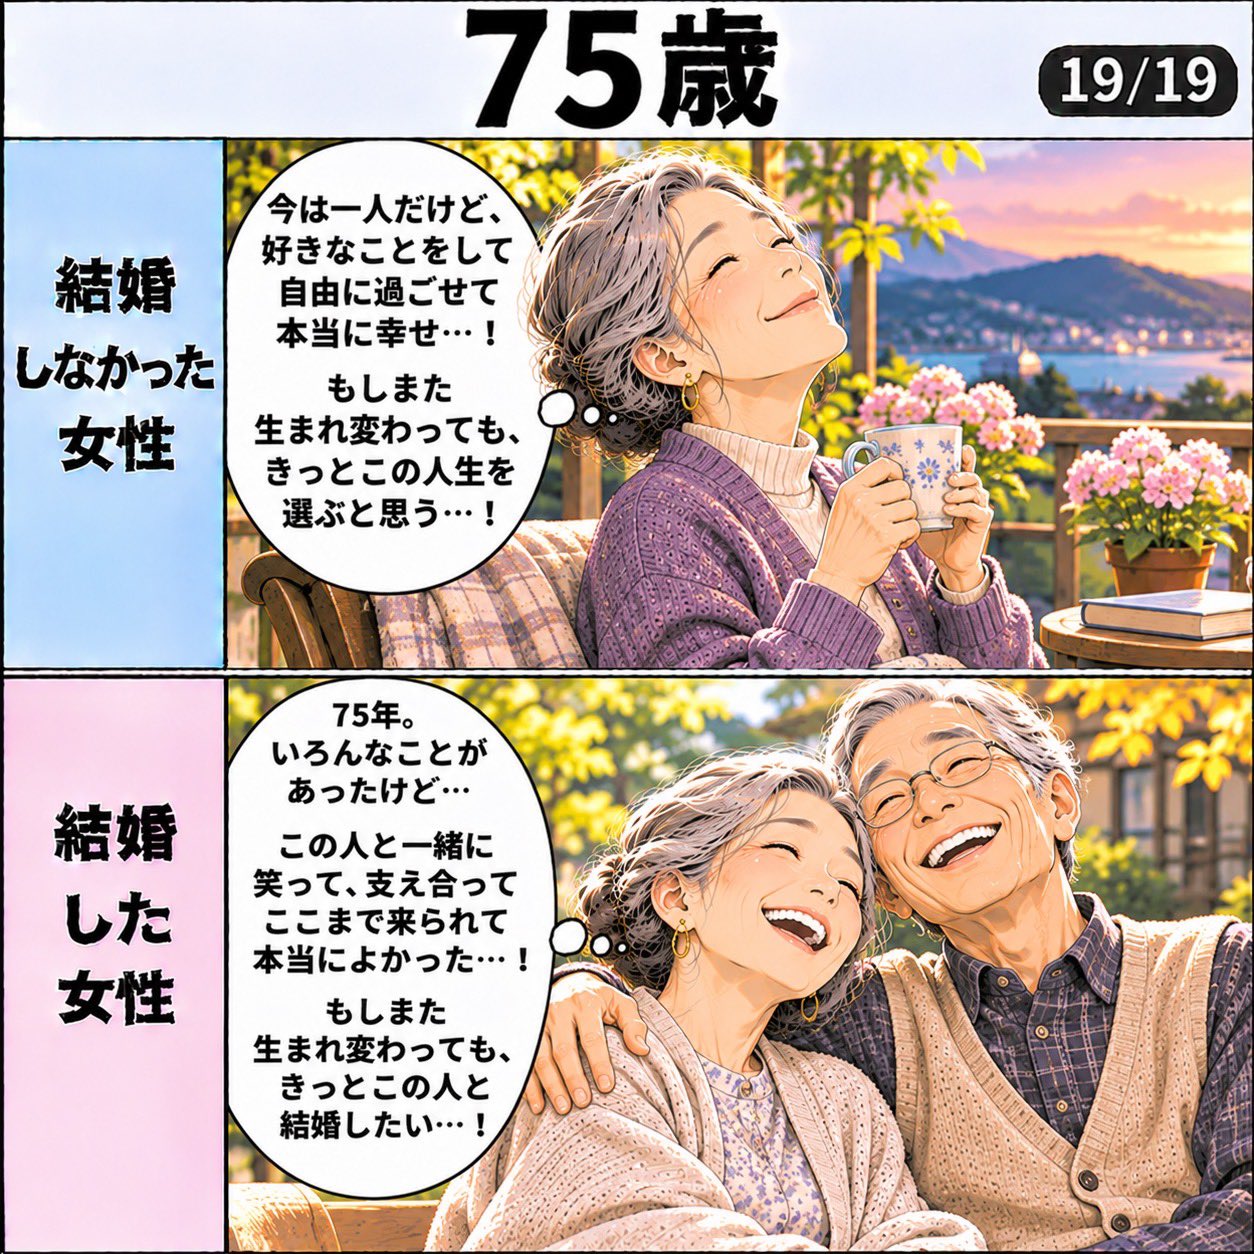 75歳
19/19
結婚
しなかった
女性
今は一人だけど、
好きなことをして
自由に過ごせて
本当に幸せ…！
もしまた
生まれ変わっても、
きっとこの人生を
選ぶと思う…！
結婚
した
女性
75年。
いろんなことが
あったけど…
この人と一緒に
笑って、支え合って
ここまで来られて
本当によかった…！
もしまた
生まれ変わっても、
きっとこの人と
結婚したい…！